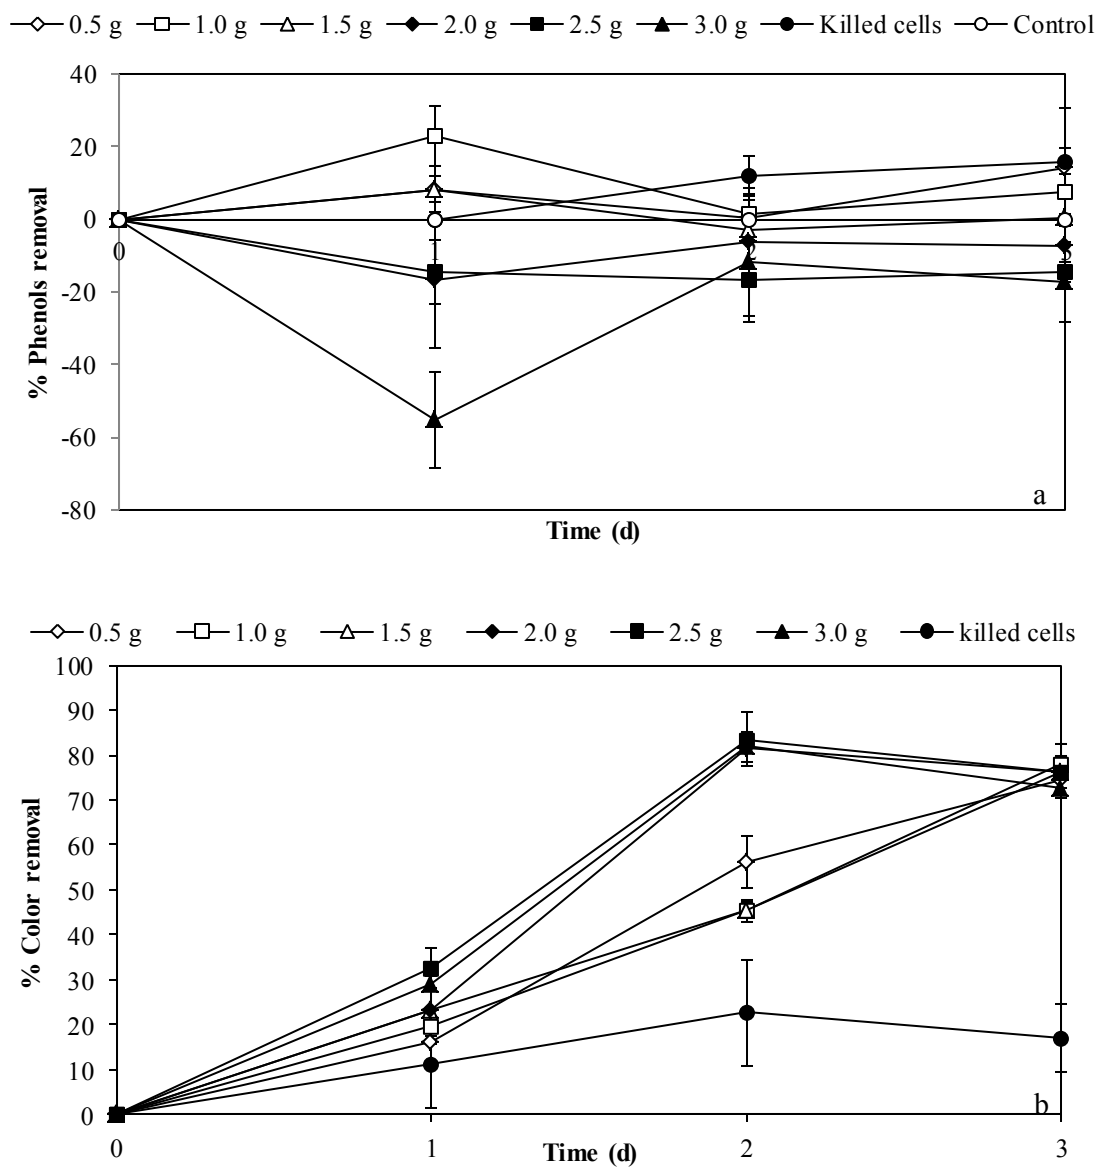 0.5 g 1.0 g 1.5 g 2.0 g 2.5 g 3.0 g Killed cells Control
40
20
0
-20
-40
-60
-80
% Phenols removal
0 2 3
a
Time (d)
0.5 g 1.0 g 1.5 g 2.0 g 2.5 g 3.0 g killed cells
100
90
80
70
60
50
40
30
20
10
0
% Color removal
b
0 1 2 3
Time (d)